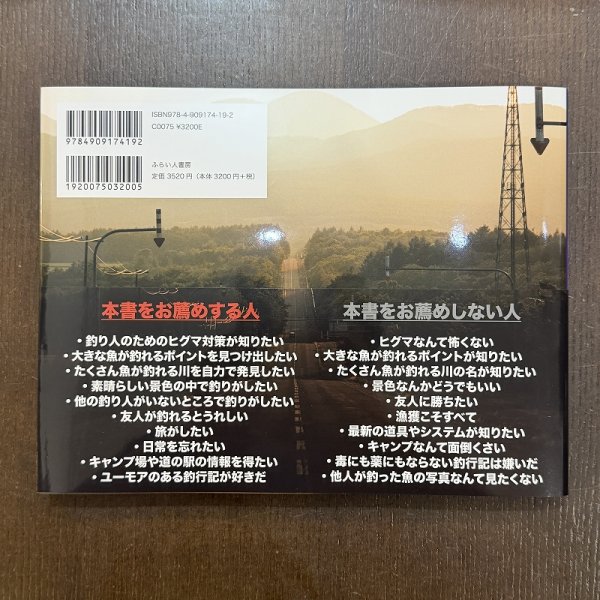 ISBN978-4-909174-19-2
C0075 ¥3200E
9784909174192
ふらい人書房
定価 3520円（本体 3200円+税）
1920075032005
本書をお薦めする人
・釣り人のためのヒグマ対策が知りたい
・大きな魚が釣れるポイントを見つけ出したい
・たくさん魚が釣れる川を自力で発見したい
・素晴らしい景色の中で釣りがしたい
・他の釣り人がいないところで釣りがしたい
・友人が釣れるとうれしい
・旅がしたい
・日常を忘れたい
・キャンプ場や道の駅の情報を得たい
・ユーモアのある釣行記が好きだ
本書をお薦めしない人
・ヒグマなんて怖くない
・大きな魚が釣れるポイントが知りたい
・たくさん魚が釣れる川の名が知りたい
・景色なんかどうでもいい
・友人に勝ちたい
・漁獲こそすべて
・最新の道具やシステムが知りたい
・キャンプなんて面倒くさい
・毒にも薬にもならない釣行記は嫌いだ
・他人が釣った魚の写真なんて見たくない